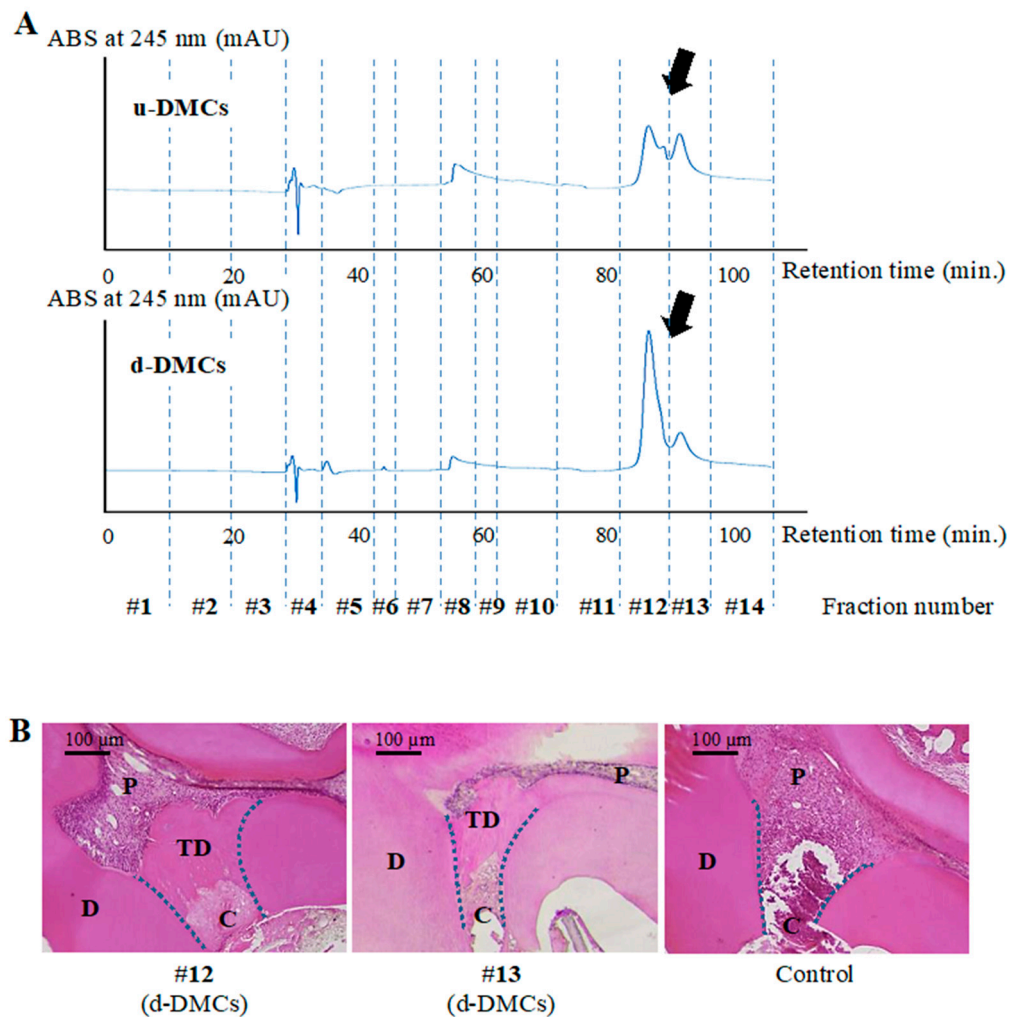 A
ABS at 245 nm (mAU)
u-DMCs
0 20 40 60 80 100 Retention time (min.)
ABS at 245 nm (mAU)
d-DMCs
0 20 40 60 80 100 Retention time (min.)
#1 #2 #3 #4 #5 #6 #7 #8 #9 #10 #11 #12 #13 #14 Fraction number
B
100 μm 100 μm 100 μm
P P P
TD TD
D D D
C C C
#12 #13 Control
(d-DMCs) (d-DMCs)